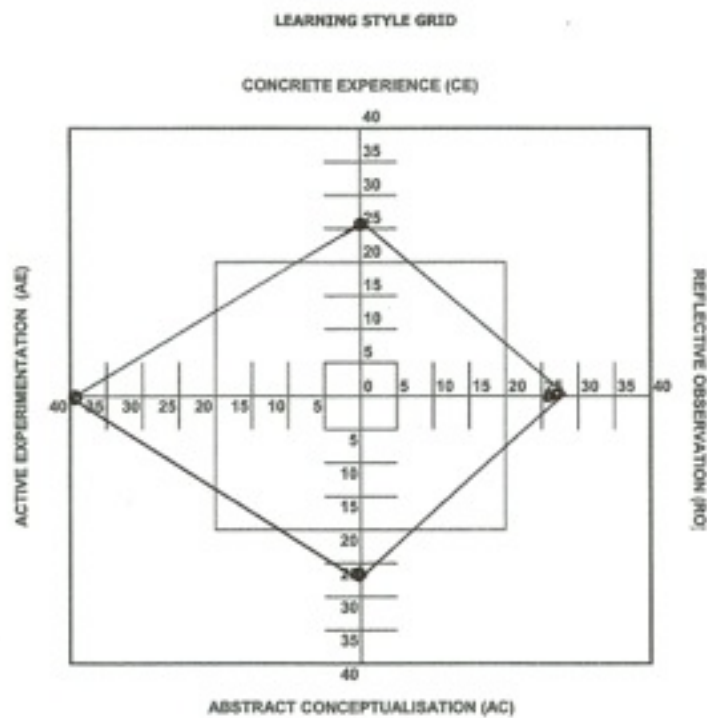 LEARNING STYLE GRID
CONCRETE EXPERIENCE (CE)
40
35
30
25
20
15
10
5
0 5 10 15 20 25 30 35 40
40 35 30 25 20 15 10 5
5
10
15
20
25
30
35
40
ACTIVE EXPERIMENTATION (AE)
REFLECTIVE OBSERVATION (RO)
ABSTRACT CONCEPTUALISATION (AC)